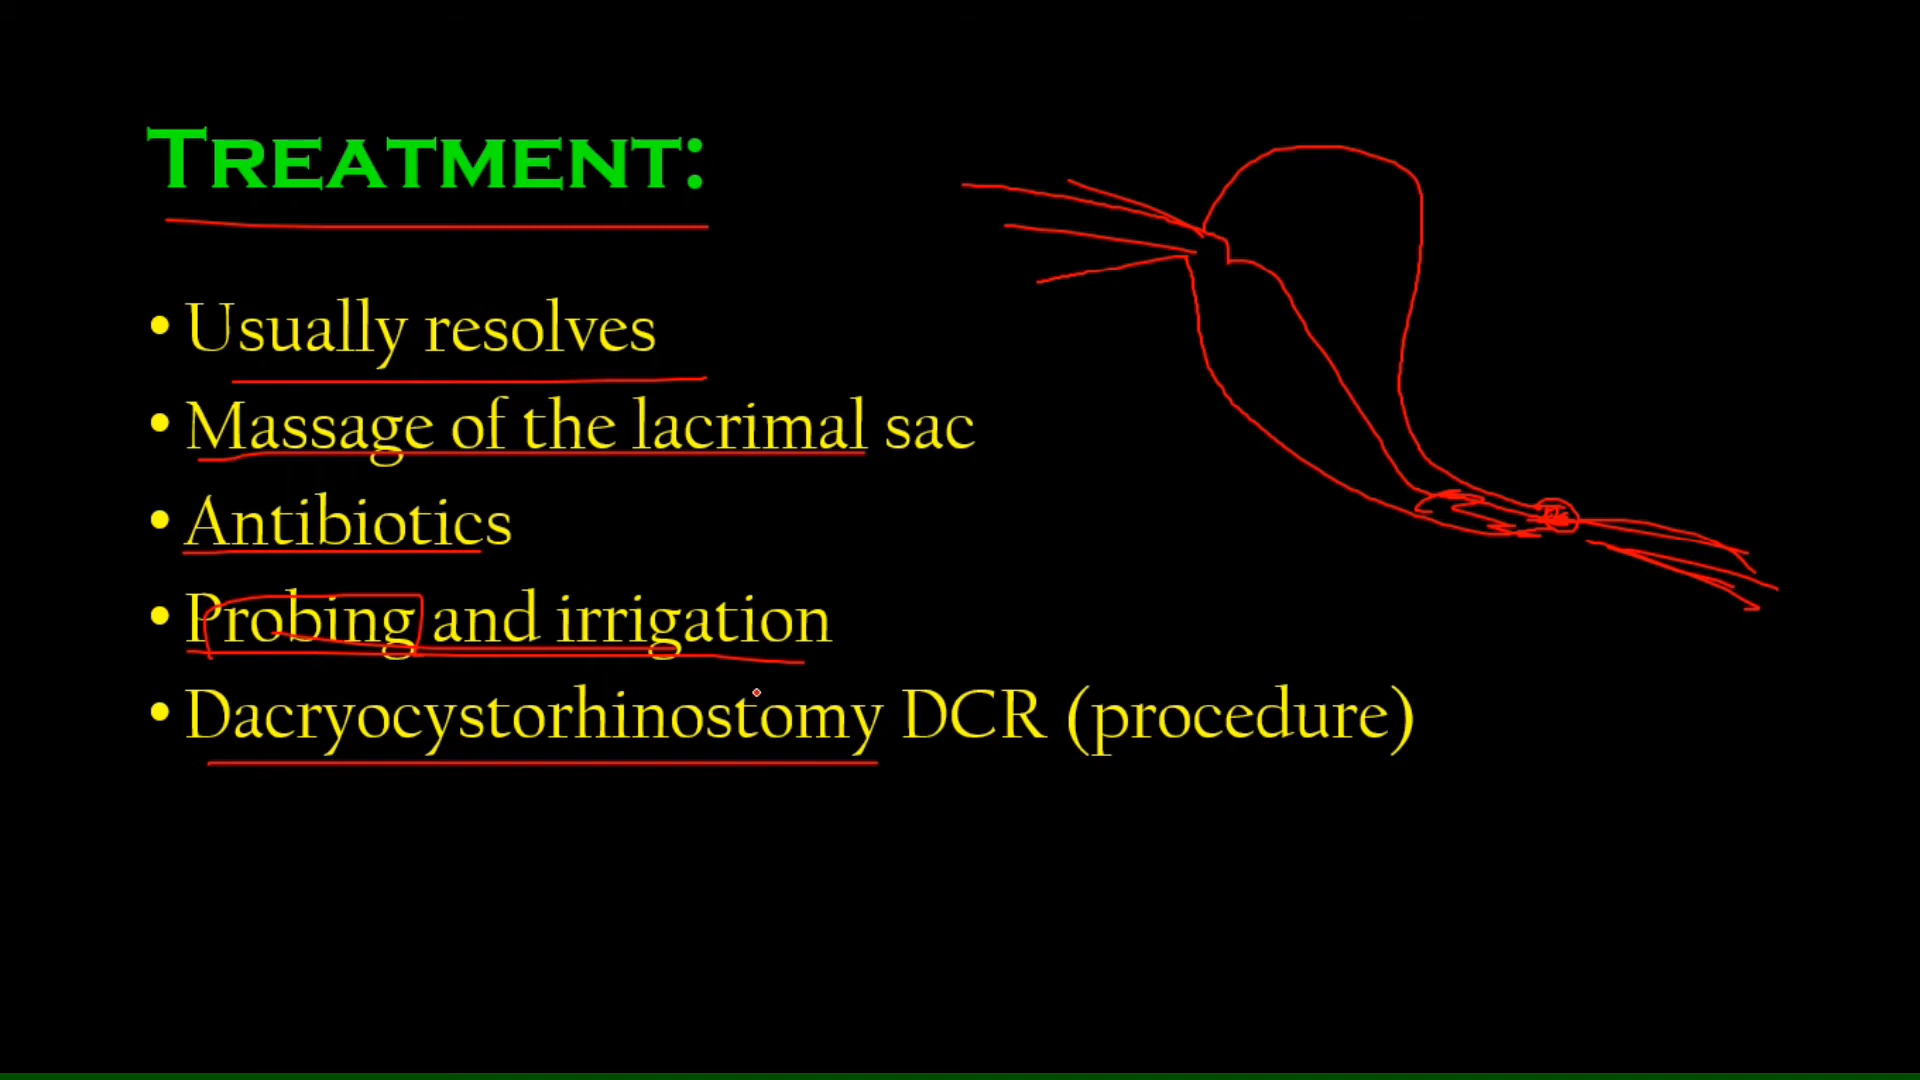 TREATMENT:
• Usually resolves
• Massage of the lacrimal sac
• Antibiotics
• Probing and irrigation
• Dacryocystorhinostomy DCR (procedure)